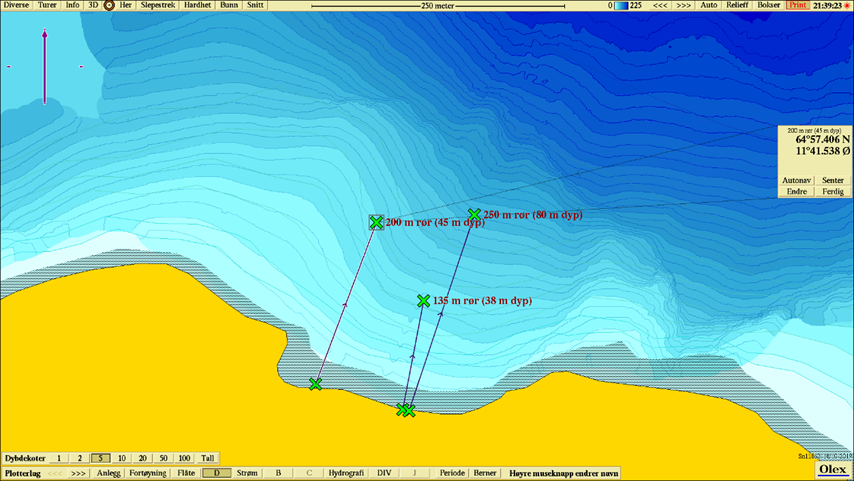 Diverse Turer Info 3D Her Slepestrek Hardhet Bunn Snitt 250 meter 0 225 <<< >>> Auto Relieff Bokser Print 21:39:23
200 m rør (45 m dyp)
64°57.406 N
11°41.538 Ø
Autonav Senter
Endre Ferdig
250 m rør (80 m dyp)
200 m rør (45 m dyp)
135 m rør (38 m dyp)
Dybdekoter 1 2 5 10 20 50 100 Tall
Plotterlag <<< >>> Anlegg Fortøyning Flåte D Strøm B C Hydrografi DIV J Periode Berner Høyre museknapp endrer navn
Olex